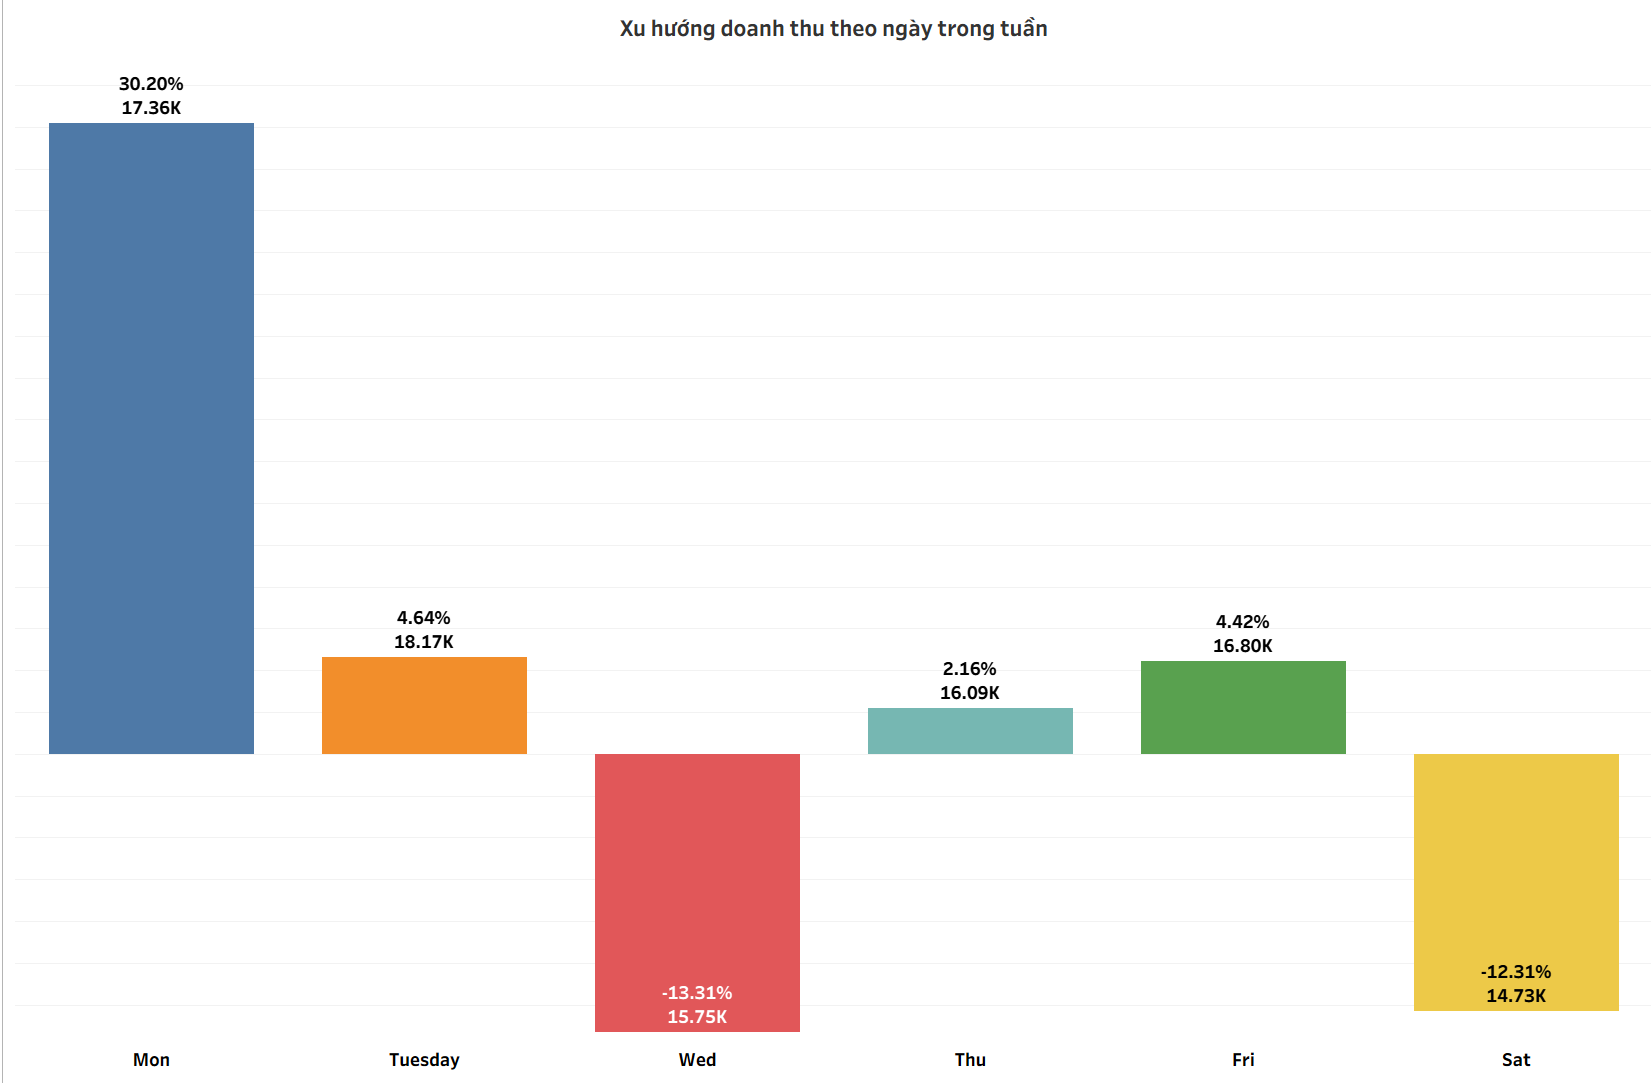 Xu hướng doanh thu theo ngày trong tuần
30.20%
17.36K
4.64%
18.17K
-13.31%
15.75K
2.16%
16.09K
4.42%
16.80K
-12.31%
14.73K
Mon
Tuesday
Wed
Thu
Fri
Sat